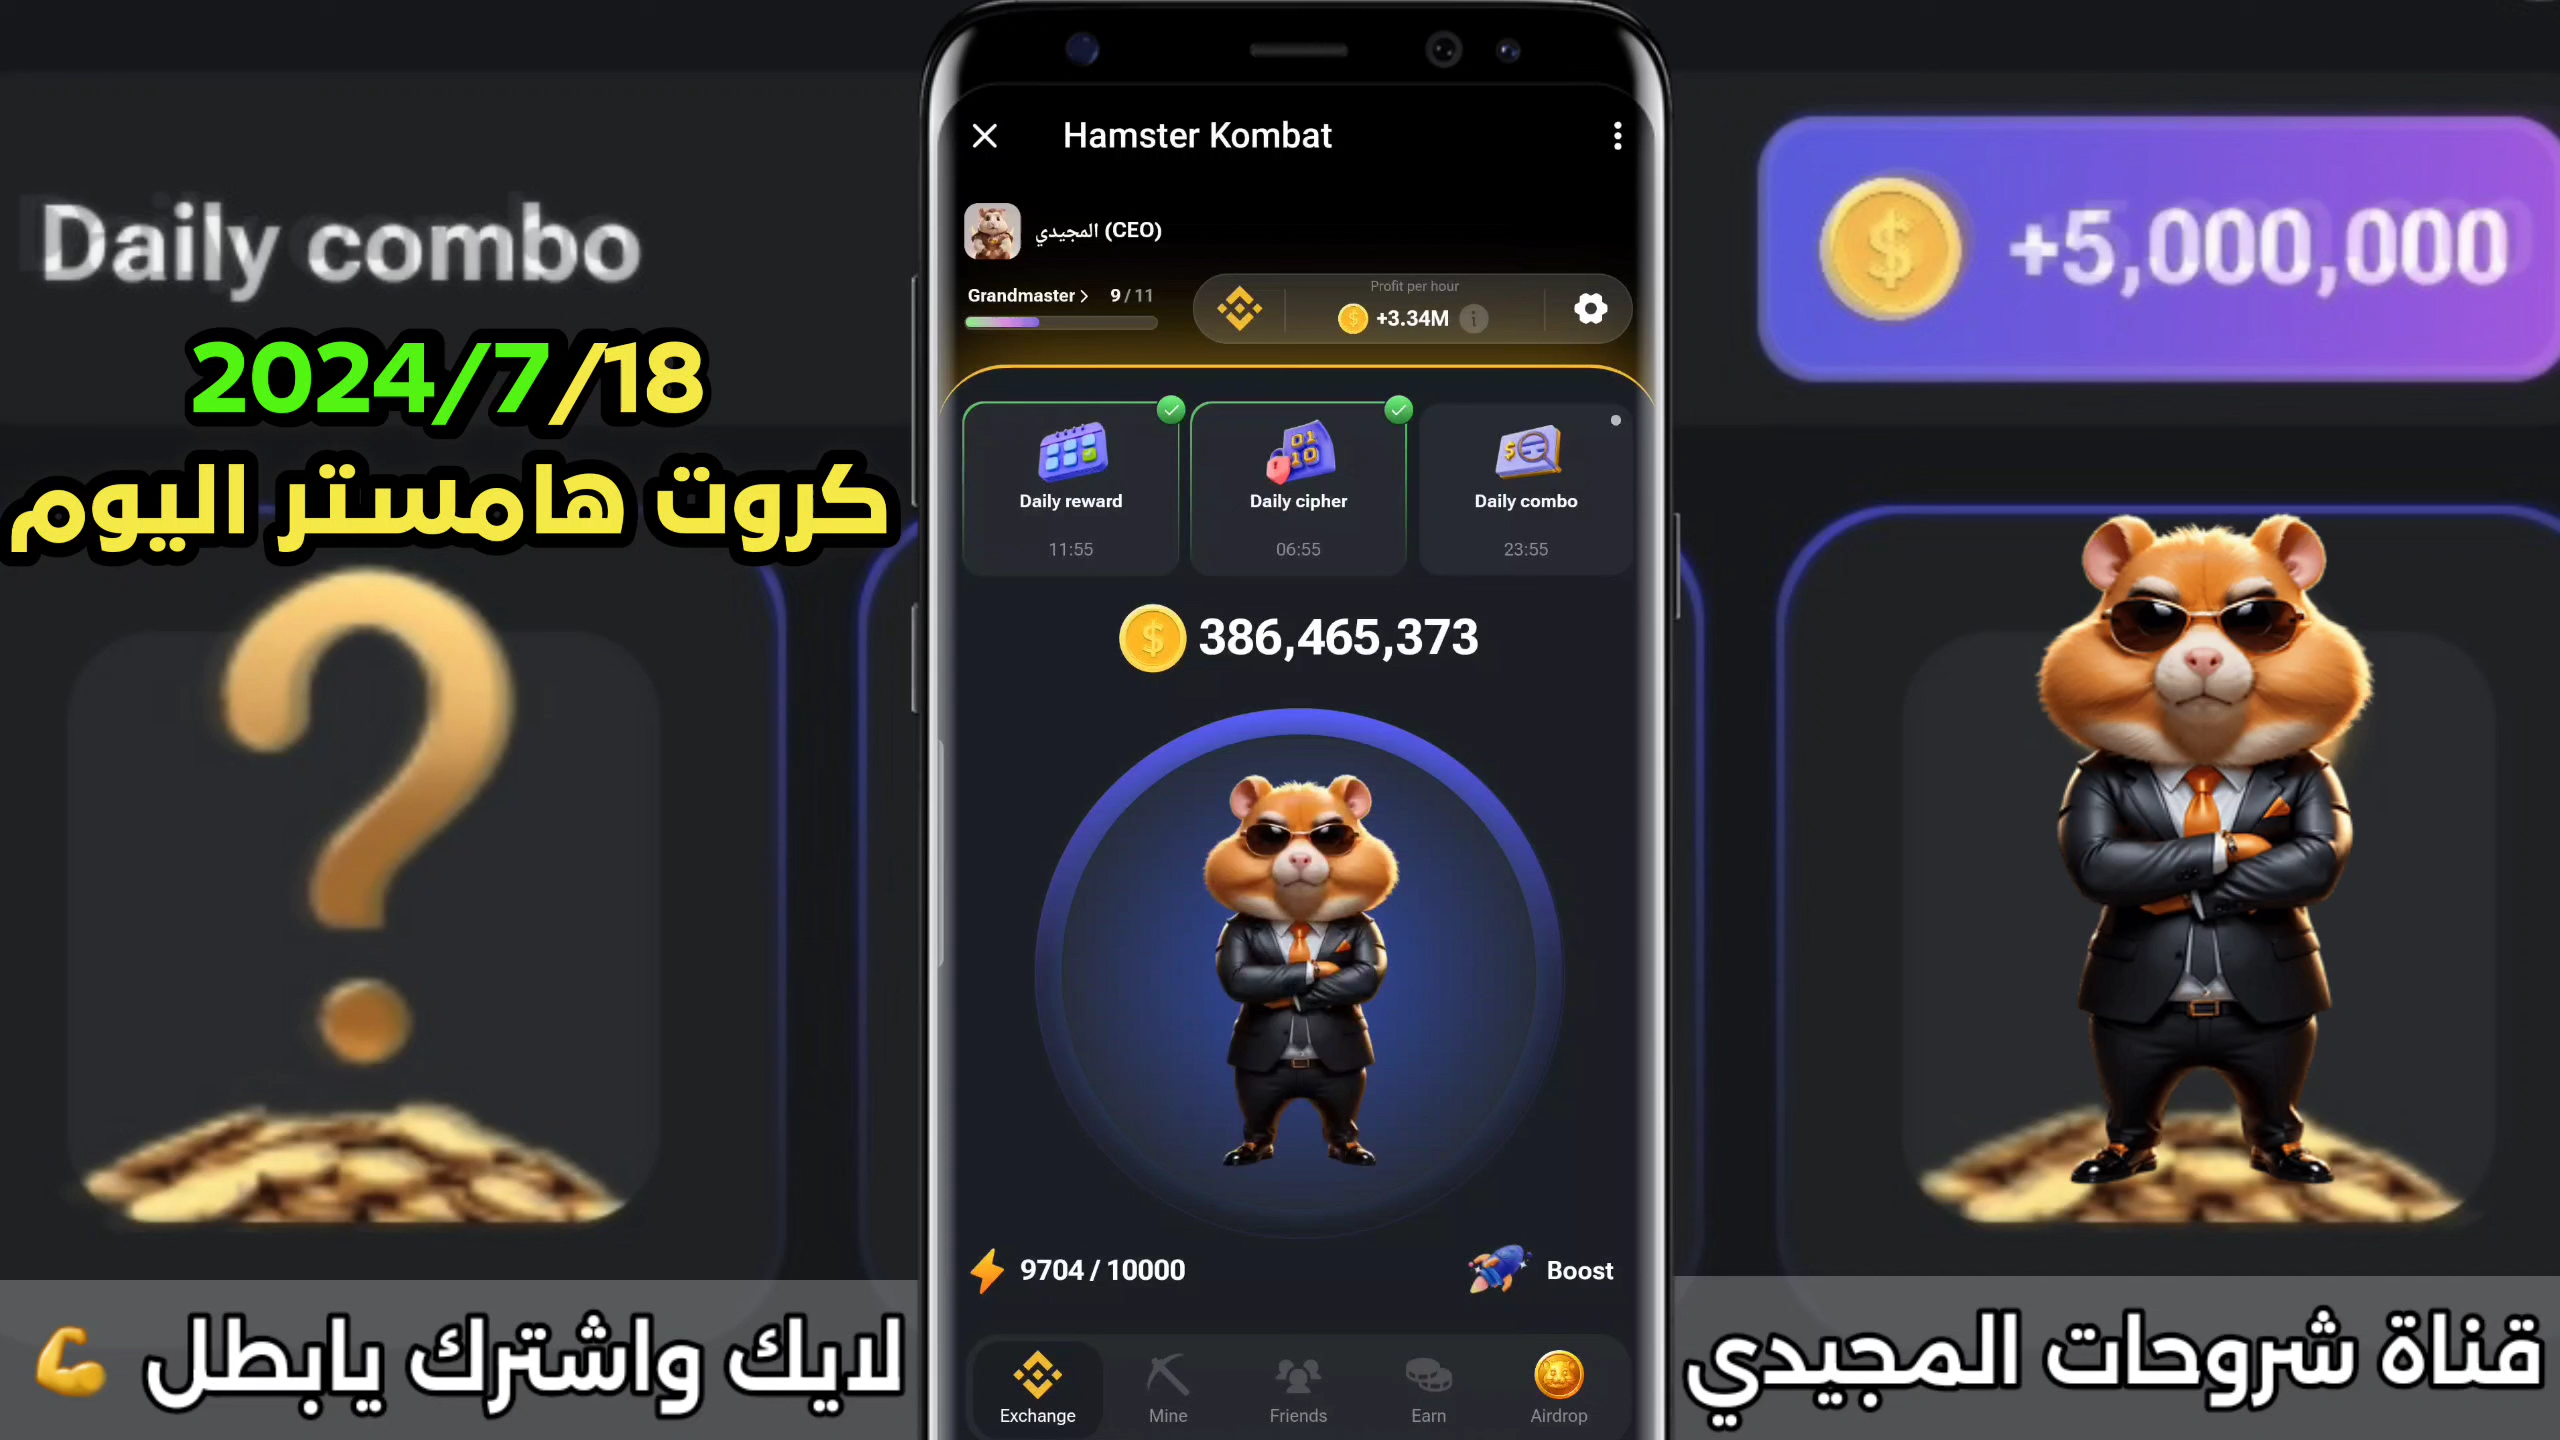 Hamster Kombat
المجيدي (CEO)
Grandmaster > 9 / 11
Profit per hour
+3.34M
Daily combo
+5,000,000
2024/7/18
كروت هامستر اليوم
Daily reward
11:55
Daily cipher
06:55
Daily combo
23:55
386,465,373
9704 / 10000
Boost
Exchange
Mine
Friends
Earn
Airdrop
قناة شروحات المجيدي
لايك واشترك يابطل 💪